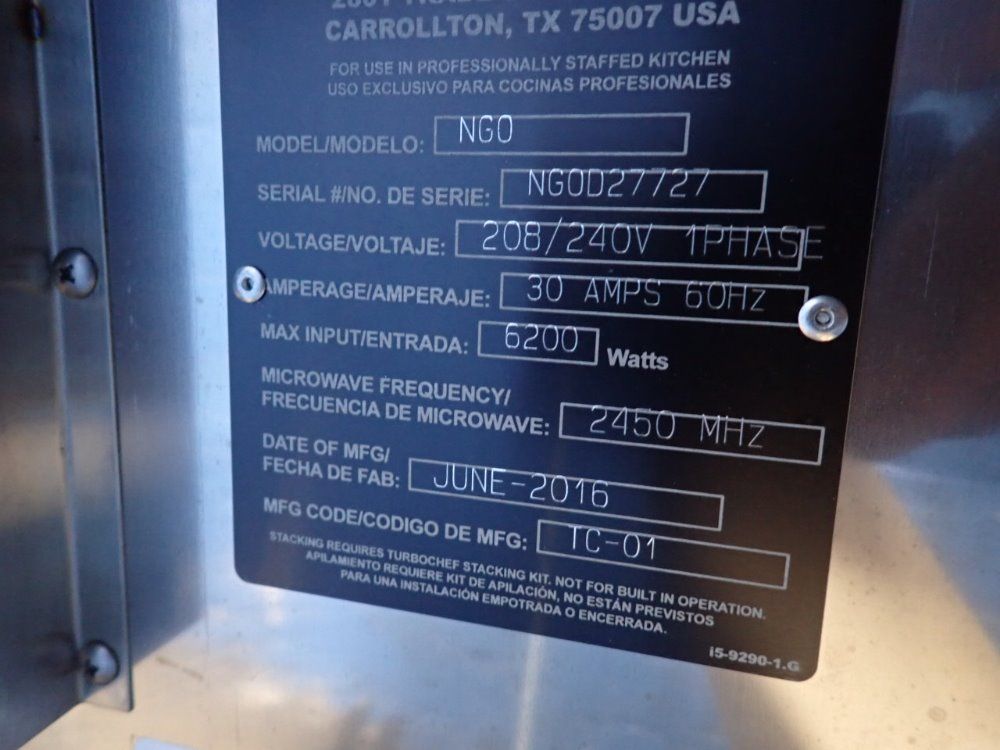 CARROLLTON, TX 75007 USA
FOR USE IN PROFESSIONALLY STAFFED KITCHEN
USO EXCLUSIVO PARA COCINAS PROFESIONALES
MODEL/MODELO: NGO
SERIAL #/NO. DE SERIE: NGOD27727
VOLTAGE/VOLTAJE: 208/240V 1PHASE
AMPERAGE/AMPERAJE: 30 AMPS 60Hz
MAX INPUT/ENTRADA: 6200 Watts
MICROWAVE FREQUENCY/
FRECUENCIA DE MICROWAVE: 2450 MHz
DATE OF MFG/
FECHA DE FAB: JUNE-2016
MFG CODE/CODIGO DE MFG: TC-01
STACKING REQUIRES TURBOCHEF STACKING KIT. NOT FOR BUILT IN OPERATION.
APILAMIENTO REQUIERE KIT DE APILACIÓN, NO ESTÁN PREVISTOS
PARA UNA INSTALACIÓN EMPOTRADA O ENCERRADA.
i5-9290-1.G